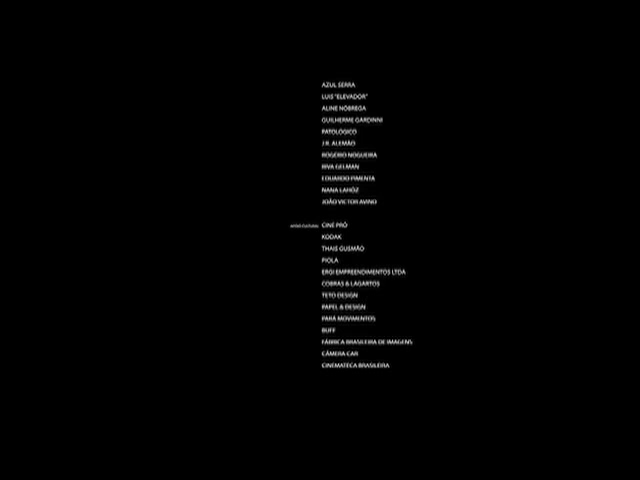 AZUL SERRA
LUIS "ELEVADOR"
ALINE NÓBREGA
GUILHERME GARDINNI
PATOLÓGICO
J.R. ALEMÃO
ROGÉRIO NOGUEIRA
RIVA GELMAN
EDUARDO PIMENTA
NANA LAHÓZ
JOÃO VICTOR AVINO
CINE PRÓ
KODAK
THAIS GUSMÃO
PIOLA
ERGI EMPREENDIMENTOS LTDA
COBRAS & LAGARTOS
TETO DESIGN
PAPEL & DESIGN
PARA MOVIMENTOS
BUFF
FÁBRICA BRASILEIRA DE IMAGENS
CÂMERA CAR
CINEMATECA BRASILEIRA